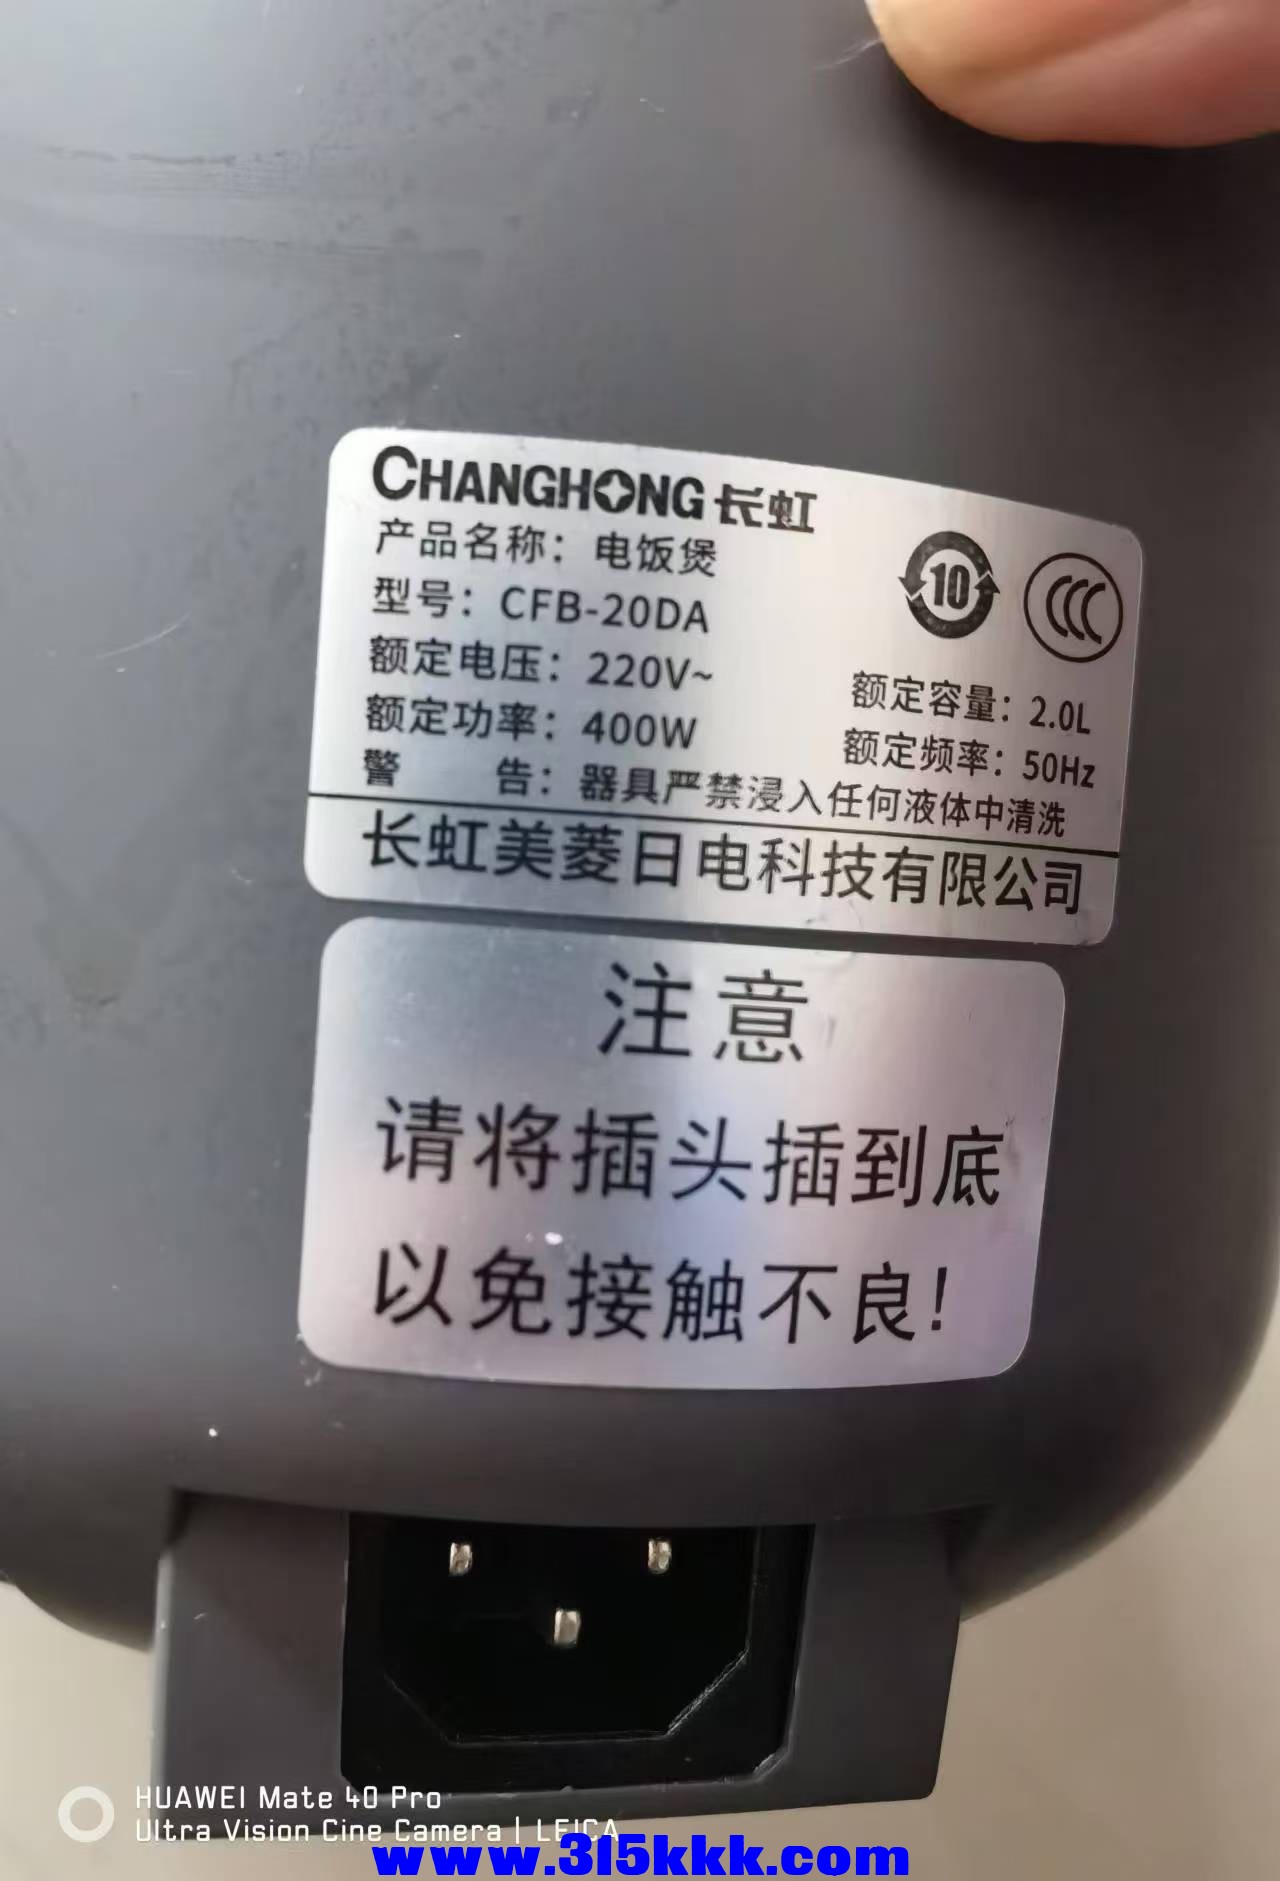 CHANGHONG 长虹
产品名称：电饭煲
10
CCC
型号：CFB-20DA
额定电压：220V~
额定容量：2.0L
额定功率：400W
额定频率：50Hz
警 告：器具严禁浸入任何液体中清洗
长虹美菱日电科技有限公司
注意
请将插头插到底
以免接触不良!
HUAWEI Mate 40 Pro
Ultra Vision Cine Camera | LEICA
www.315kkk.com